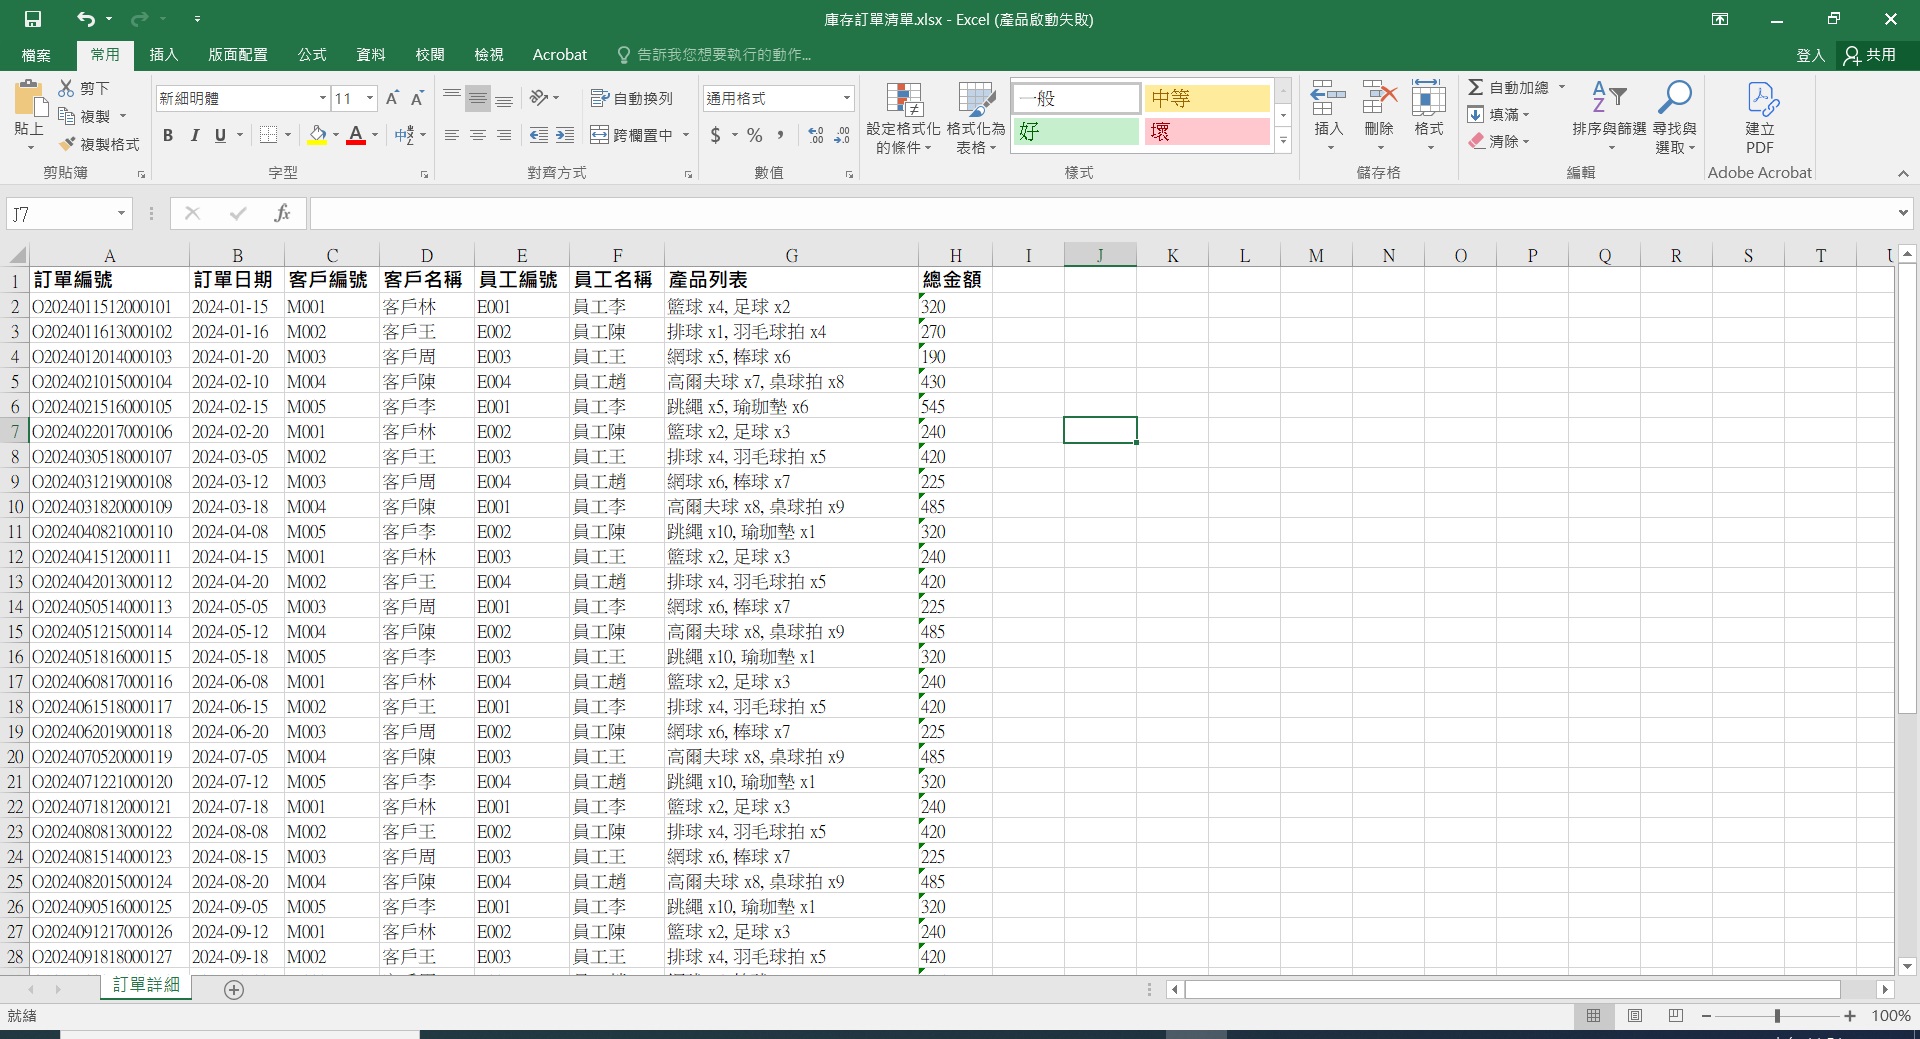 庫存訂單清單.xlsx - Excel (產品啟動失敗)
檔案 常用 插入 版面配置 公式 資料 校閱 檢視 Acrobat 告訴我您想要執行的動作... 登入 共用
貼上 剪下 複製 複製格式 剪貼簿
新細明體 11 A A B I U A 中 字型
自動換列 跨欄置中 對齊方式
通用格式 $ % , .0 .00 數值
設定格式化的條件 格式化為表格 一般 中等 好 壞 樣式
插入 刪除 格式 儲存格
自動加總 填滿 清除 排序與篩選 尋找與選取 編輯
建立 PDF Adobe Acrobat
J7 fx
A B C D E F G H I J K L M N O P Q R S T U
1 訂單編號 訂單日期 客戶編號 客戶名稱 員工編號 員工名稱 產品列表 總金額
2 O2024011512000101 2024-01-15 M001 客戶林 E001 員工李 籃球 x4, 足球 x2 320
3 O2024011613000102 2024-01-16 M002 客戶王 E002 員工陳 排球 x1, 羽毛球拍 x4 270
4 O2024012014000103 2024-01-20 M003 客戶周 E003 員工王 網球 x5, 棒球 x6 190
5 O2024021015000104 2024-02-10 M004 客戶陳 E004 員工趙 高爾夫球 x7, 桌球拍 x8 430
6 O2024021516000105 2024-02-15 M005 客戶李 E001 員工李 跳繩 x5, 瑜珈墊 x6 545
7 O2024022017000106 2024-02-20 M001 客戶林 E002 員工陳 籃球 x2, 足球 x3 240
8 O2024030518000107 2024-03-05 M002 客戶王 E003 員工王 排球 x4, 羽毛球拍 x5 420
9 O2024031219000108 2024-03-12 M003 客戶周 E004 員工趙 網球 x6, 棒球 x7 225
10 O2024031820000109 2024-03-18 M004 客戶陳 E001 員工李 高爾夫球 x8, 桌球拍 x9 485
11 O2024040821000110 2024-04-08 M005 客戶李 E002 員工陳 跳繩 x10, 瑜珈墊 x1 320
12 O2024041512000111 2024-04-15 M001 客戶林 E003 員工王 籃球 x2, 足球 x3 240
13 O2024042013000112 2024-04-20 M002 客戶王 E004 員工趙 排球 x4, 羽毛球拍 x5 420
14 O2024050514000113 2024-05-05 M003 客戶周 E001 員工李 網球 x6, 棒球 x7 225
15 O2024051215000114 2024-05-12 M004 客戶陳 E002 員工陳 高爾夫球 x8, 桌球拍 x9 485
16 O2024051816000115 2024-05-18 M005 客戶李 E003 員工王 跳繩 x10, 瑜珈墊 x1 320
17 O2024060817000116 2024-06-08 M001 客戶林 E004 員工趙 籃球 x2, 足球 x3 240
18 O2024061518000117 2024-06-15 M002 客戶王 E001 員工李 排球 x4, 羽毛球拍 x5 420
19 O2024062019000118 2024-06-20 M003 客戶周 E002 員工陳 網球 x6, 棒球 x7 225
20 O2024070520000119 2024-07-05 M004 客戶陳 E003 員工王 高爾夫球 x8, 桌球拍 x9 485
21 O2024071221000120 2024-07-12 M005 客戶李 E004 員工趙 跳繩 x10, 瑜珈墊 x1 320
22 O2024071812000121 2024-07-18 M001 客戶林 E001 員工李 籃球 x2, 足球 x3 240
23 O2024080813000122 2024-08-08 M002 客戶王 E002 員工陳 排球 x4, 羽毛球拍 x5 420
24 O2024081514000123 2024-08-15 M003 客戶周 E003 員工王 網球 x6, 棒球 x7 225
25 O2024082015000124 2024-08-20 M004 客戶陳 E004 員工趙 高爾夫球 x8, 桌球拍 x9 485
26 O2024090516000125 2024-09-05 M005 客戶李 E001 員工李 跳繩 x10, 瑜珈墊 x1 320
27 O2024091217000126 2024-09-12 M001 客戶林 E002 員工陳 籃球 x2, 足球 x3 240
28 O2024091818000127 2024-09-18 M002 客戶王 E003 員工王 排球 x4, 羽毛球拍 x5 420
訂單詳細
就緒 100%